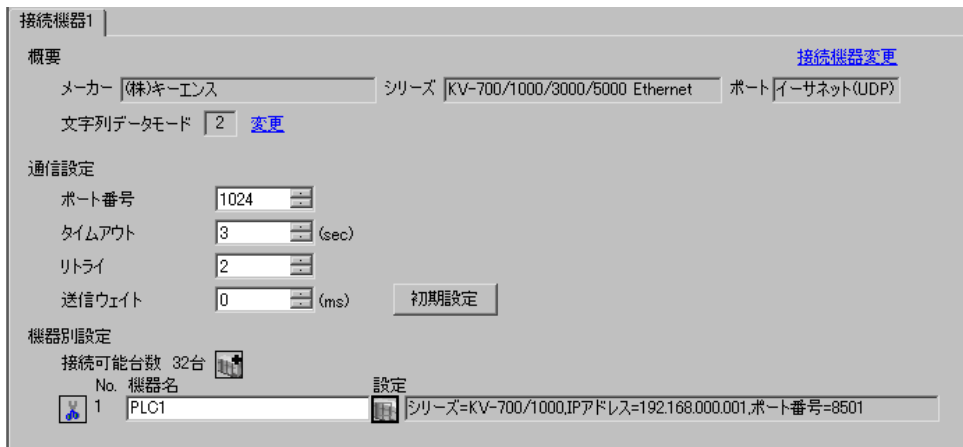 接続機器1
概要
接続機器変更
メーカー (株)キーエンス シリーズ KV-700/1000/3000/5000 Ethernet ポート イーサネット(UDP)
文字列データモード 2 変更
通信設定
ポート番号 1024
タイムアウト 3 (sec)
リトライ 2
送信ウェイト 0 (ms) 初期設定
機器別設定
接続可能台数 32台
No. 機器名 設定
1 PLC1 シリーズ=KV-700/1000,IPアドレス=192.168.000.001,ポート番号=8501